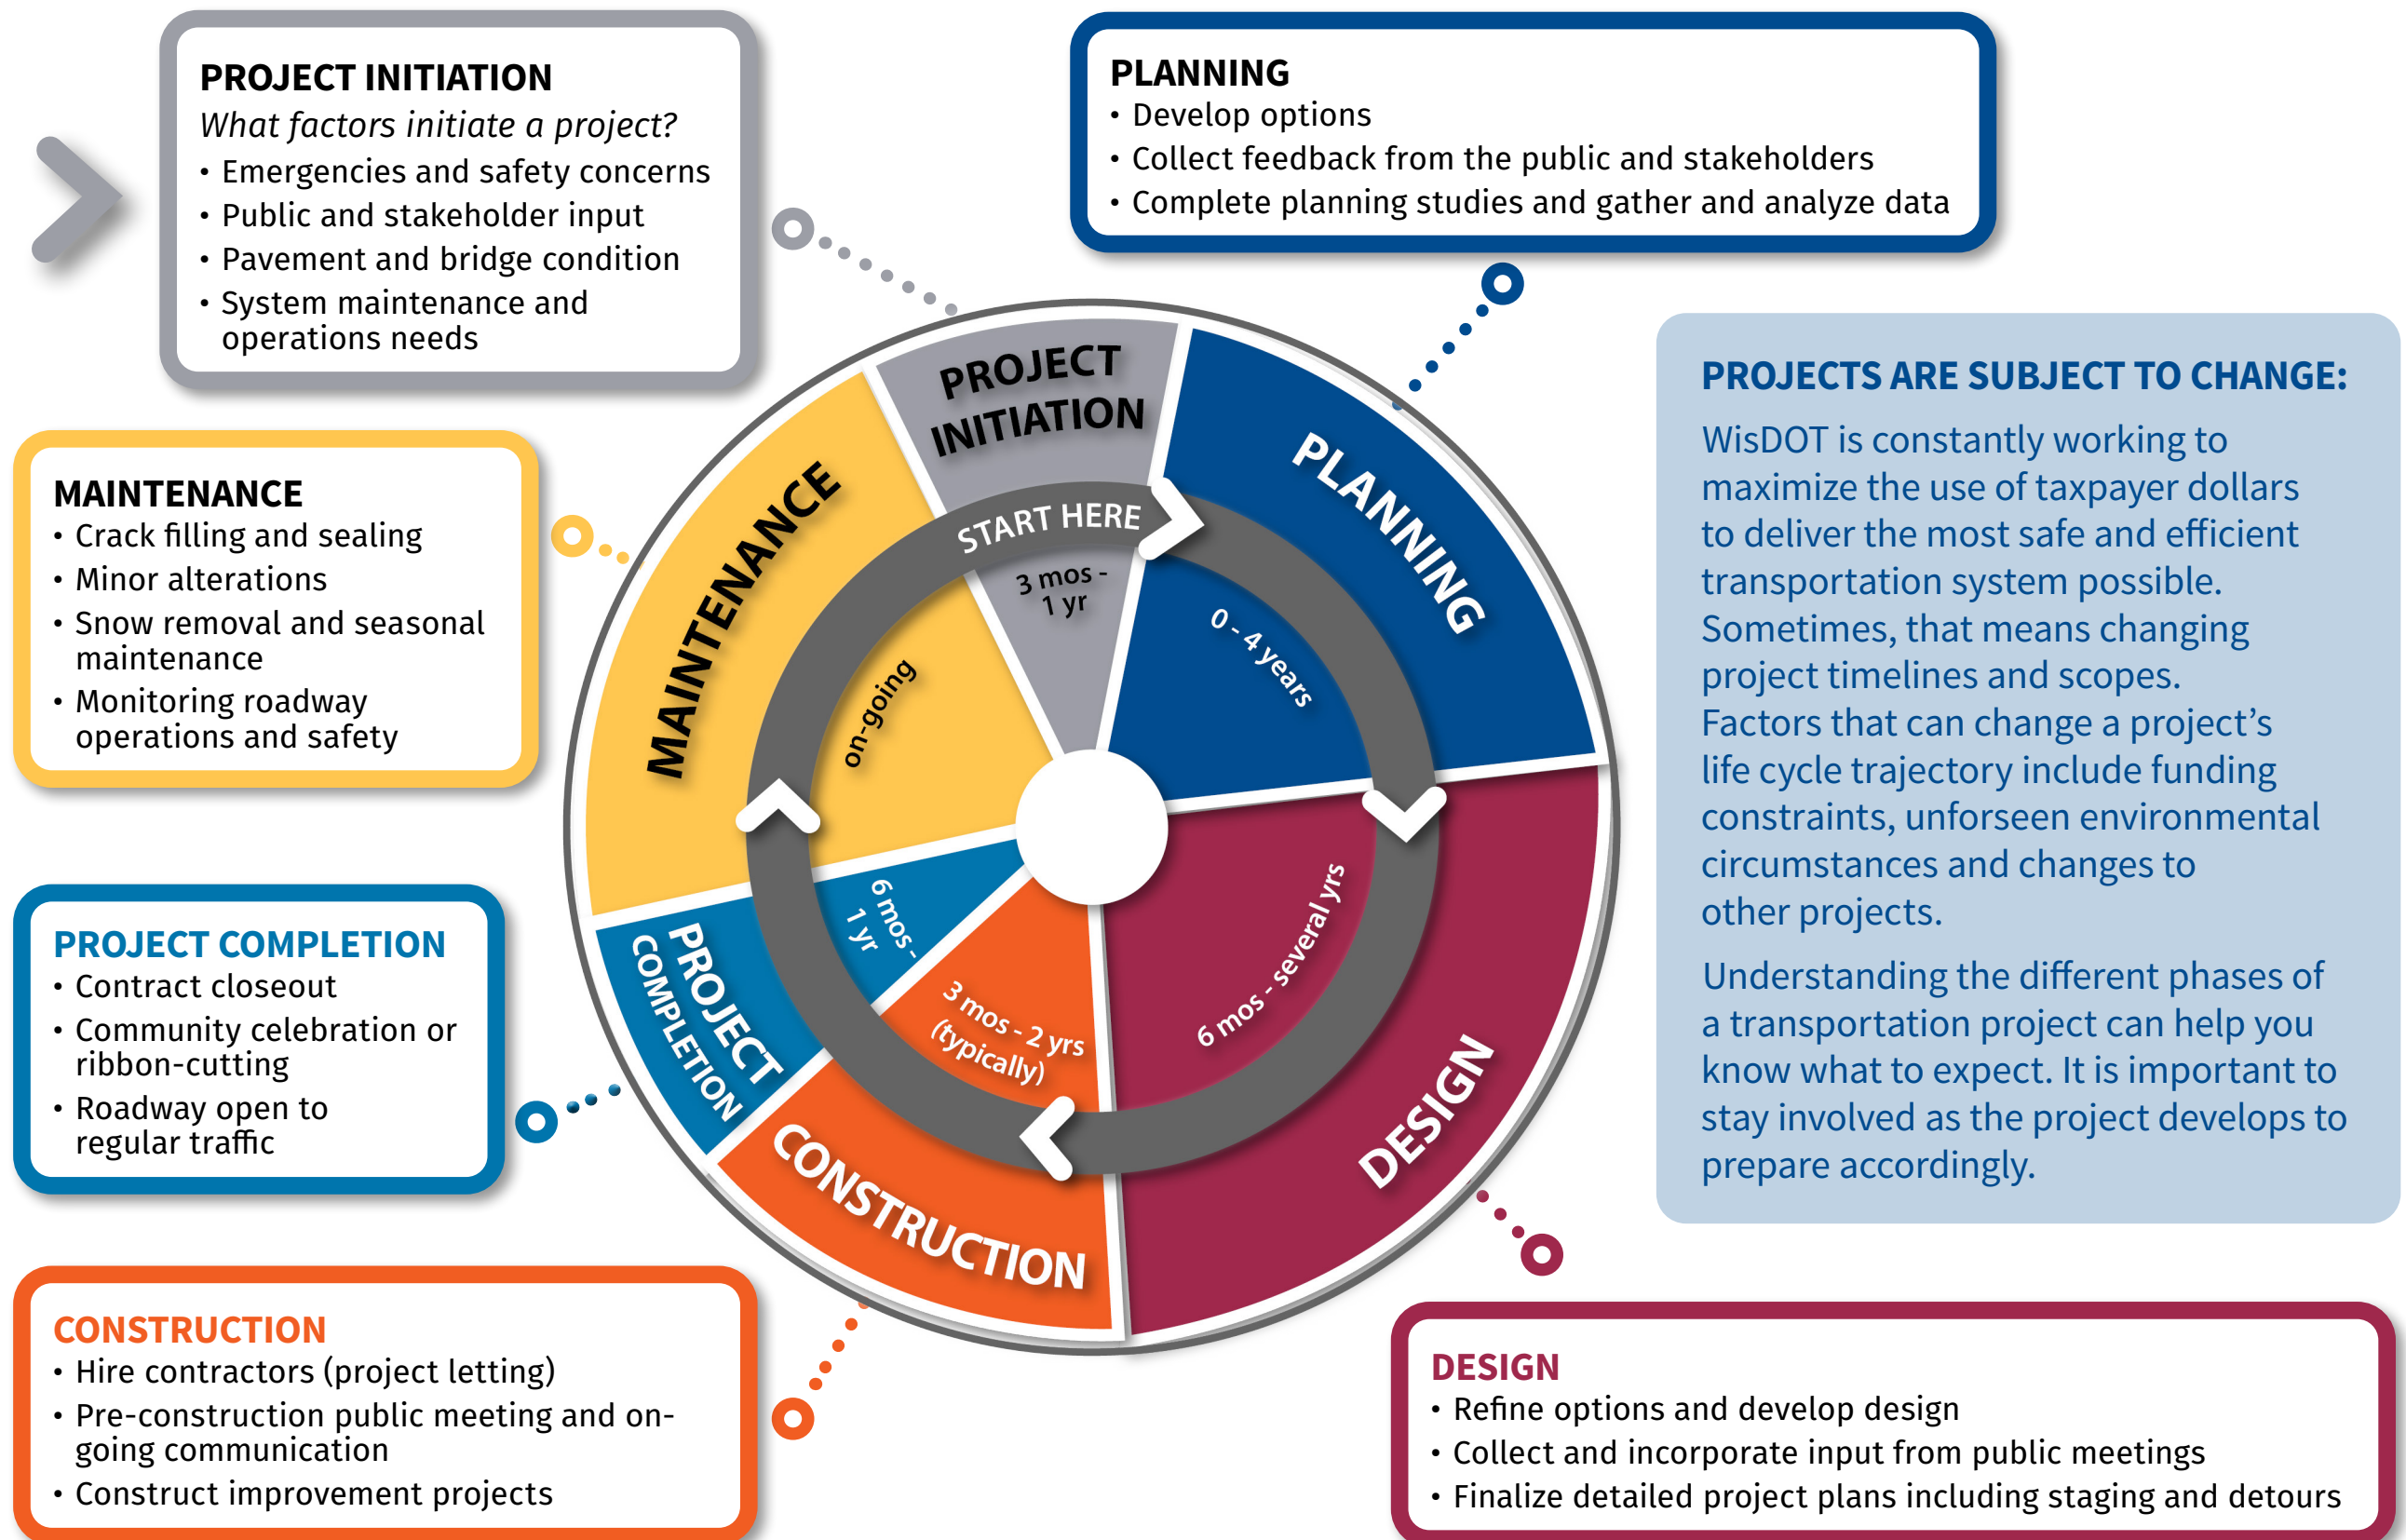 PROJECT INITIATION
What factors initiate a project?
• Emergencies and safety concerns
• Public and stakeholder input
• Pavement and bridge condition
• System maintenance and
operations needs
PLANNING
• Develop options
• Collect feedback from the public and stakeholders
• Complete planning studies and gather and analyze data
MAINTENANCE
• Crack filling and sealing
• Minor alterations
• Snow removal and seasonal
maintenance
• Monitoring roadway
operations and safety
PROJECT COMPLETION
• Contract closeout
• Community celebration or
ribbon-cutting
• Roadway open to
regular traffic
CONSTRUCTION
• Hire contractors (project letting)
• Pre-construction public meeting and on-
going communication
• Construct improvement projects
PROJECT
INITIATION
START HERE
3 mos -
1 yr
PLANNING
0 - 4 years
DESIGN
6 mos - several yrs
CONSTRUCTION
3 mos - 2 yrs
(typically)
PROJECT
COMPLETION
6 mos -
1 yr
MAINTENANCE
on-going
PROJECTS ARE SUBJECT TO CHANGE:
WisDOT is constantly working to
maximize the use of taxpayer dollars
to deliver the most safe and efficient
transportation system possible.
Sometimes, that means changing
project timelines and scopes.
Factors that can change a project’s
life cycle trajectory include funding
constraints, unforseen environmental
circumstances and changes to
other projects.
Understanding the different phases of
a transportation project can help you
know what to expect. It is important to
stay involved as the project develops to
prepare accordingly.
DESIGN
• Refine options and develop design
• Collect and incorporate input from public meetings
• Finalize detailed project plans including staging and detours